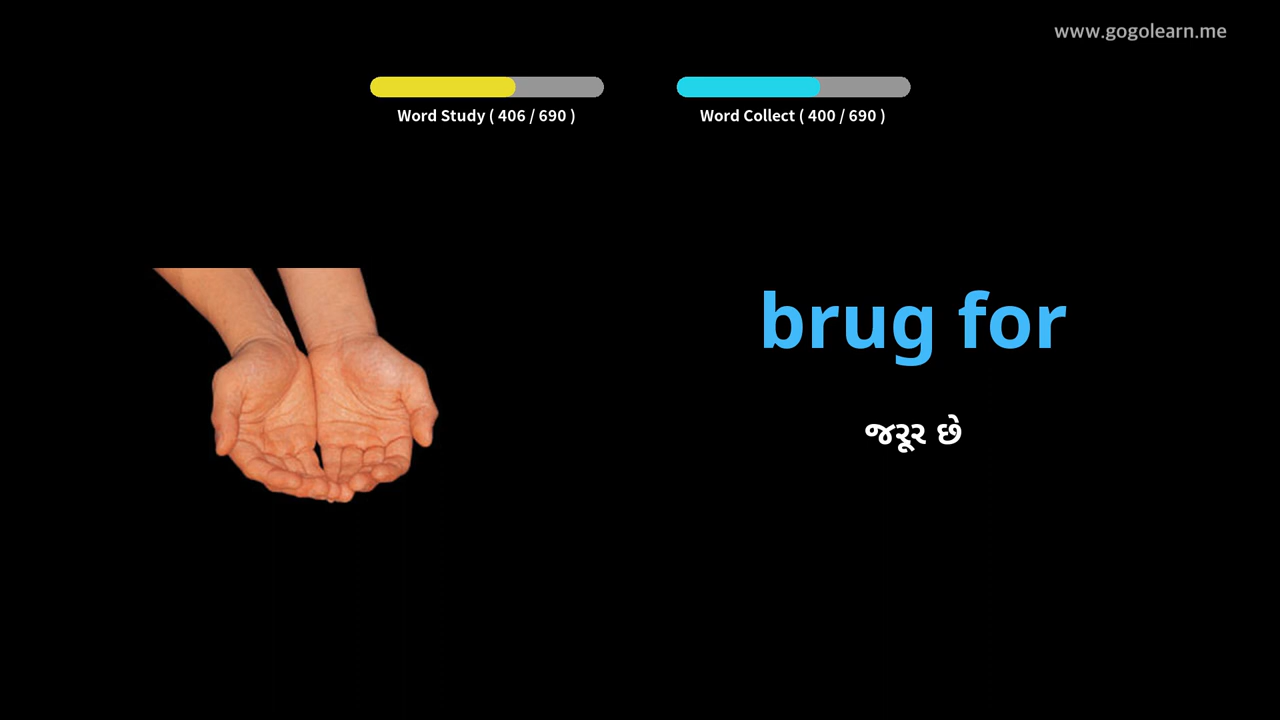 www.gogolearn.me
Word Study ( 406 / 690 )
Word Collect ( 400 / 690 )
brug for
જરૂર છે